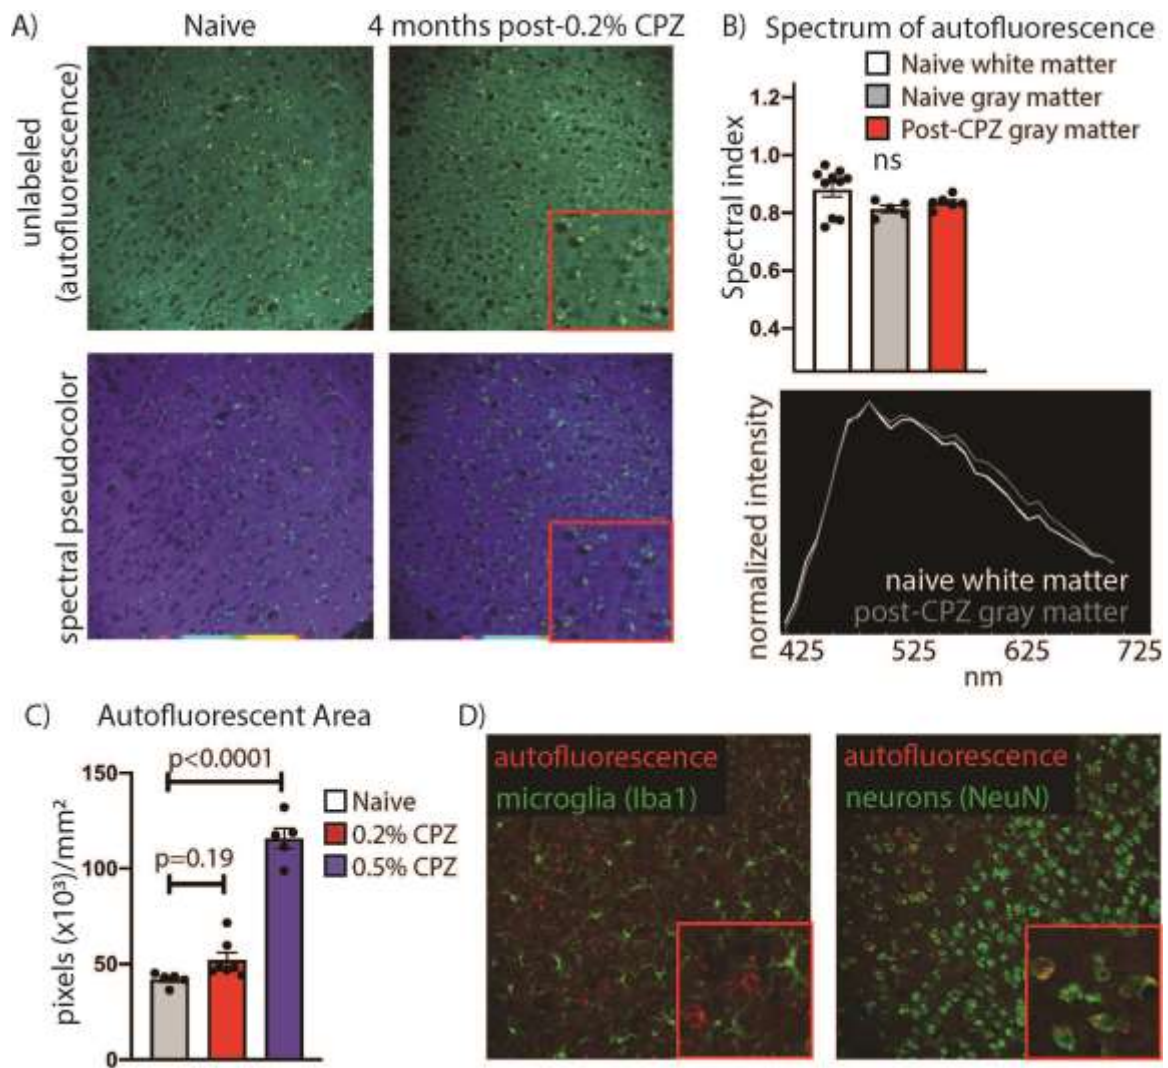 A)
Naive
4 months post-0.2% CPZ
unlabeled
(autofluorescence)
spectral pseudocolor
B)
Spectrum of autofluorescence
Naive white matter
Naive gray matter
Post-CPZ gray matter
Spectral index
1.2
1.0
0.8
0.6
0.4
ns
normalized intensity
naive white matter
post-CPZ gray matter
425
525
625
725
nm
C)
Autofluorescent Area
p<0.0001
p=0.19
pixels (x10³)/mm²
150
100
50
0
Naive
0.2% CPZ
0.5% CPZ
D)
autofluorescence
microglia (Iba1)
autofluorescence
neurons (NeuN)